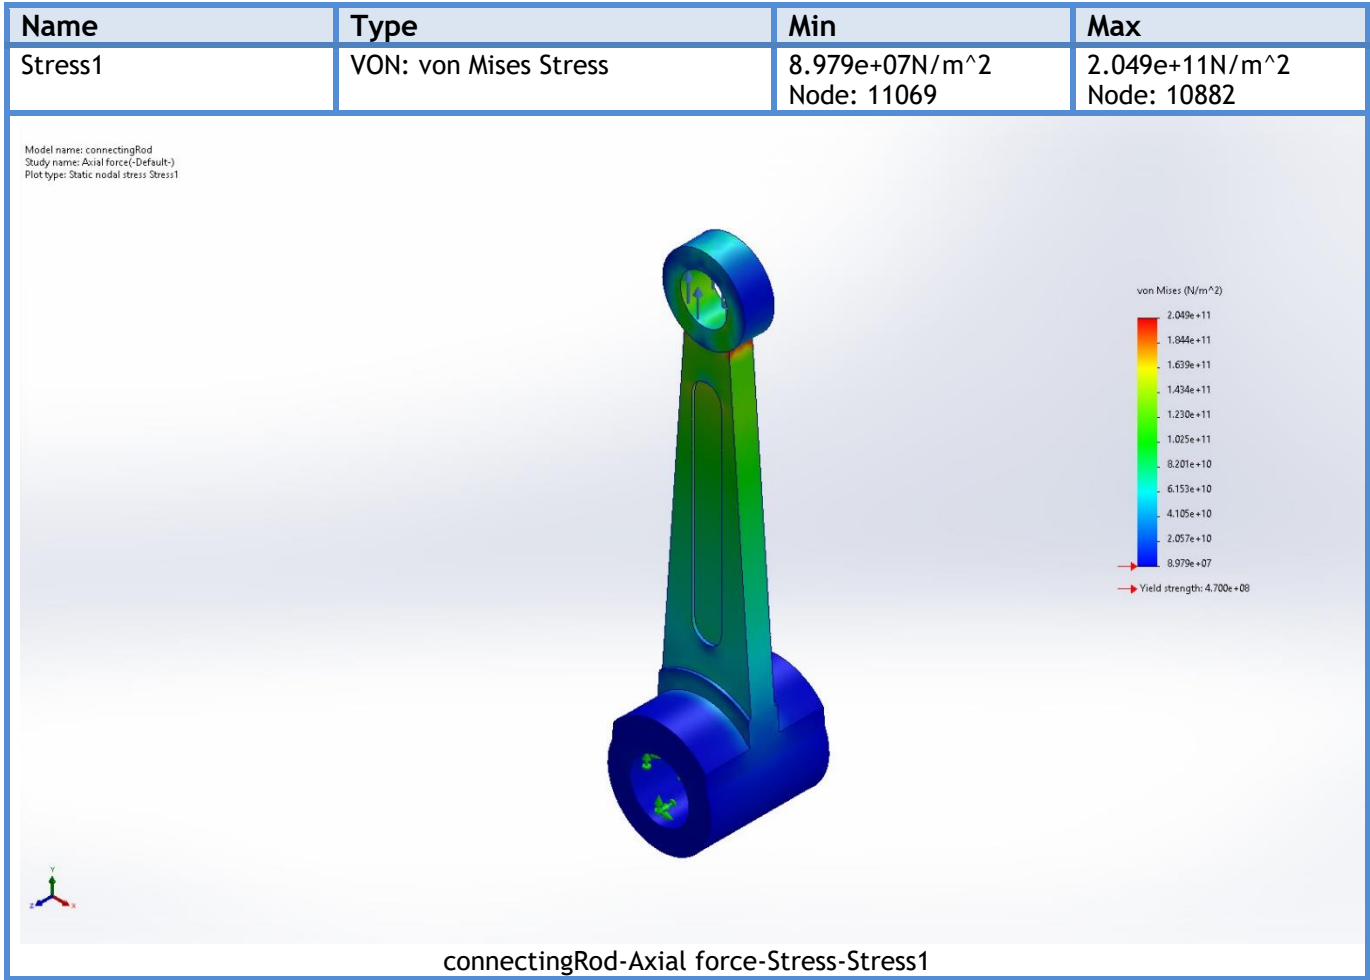 Name Type Min Max
Stress1 VON: von Mises Stress 8.979e+07N/m^2 2.049e+11N/m^2
Node: 11069 Node: 10882
Model name: connectingRod
Study name: Axial force(-Default-)
Plot type: Static nodal stress Stress1
von Mises (N/m^2)
2.049e+11
1.844e+11
1.639e+11
1.434e+11
1.230e+11
1.025e+11
8.201e+10
6.153e+10
4.105e+10
2.057e+10
8.979e+07
Yield strength: 4.700e+08
Y
Z X
connectingRod-Axial force-Stress-Stress1